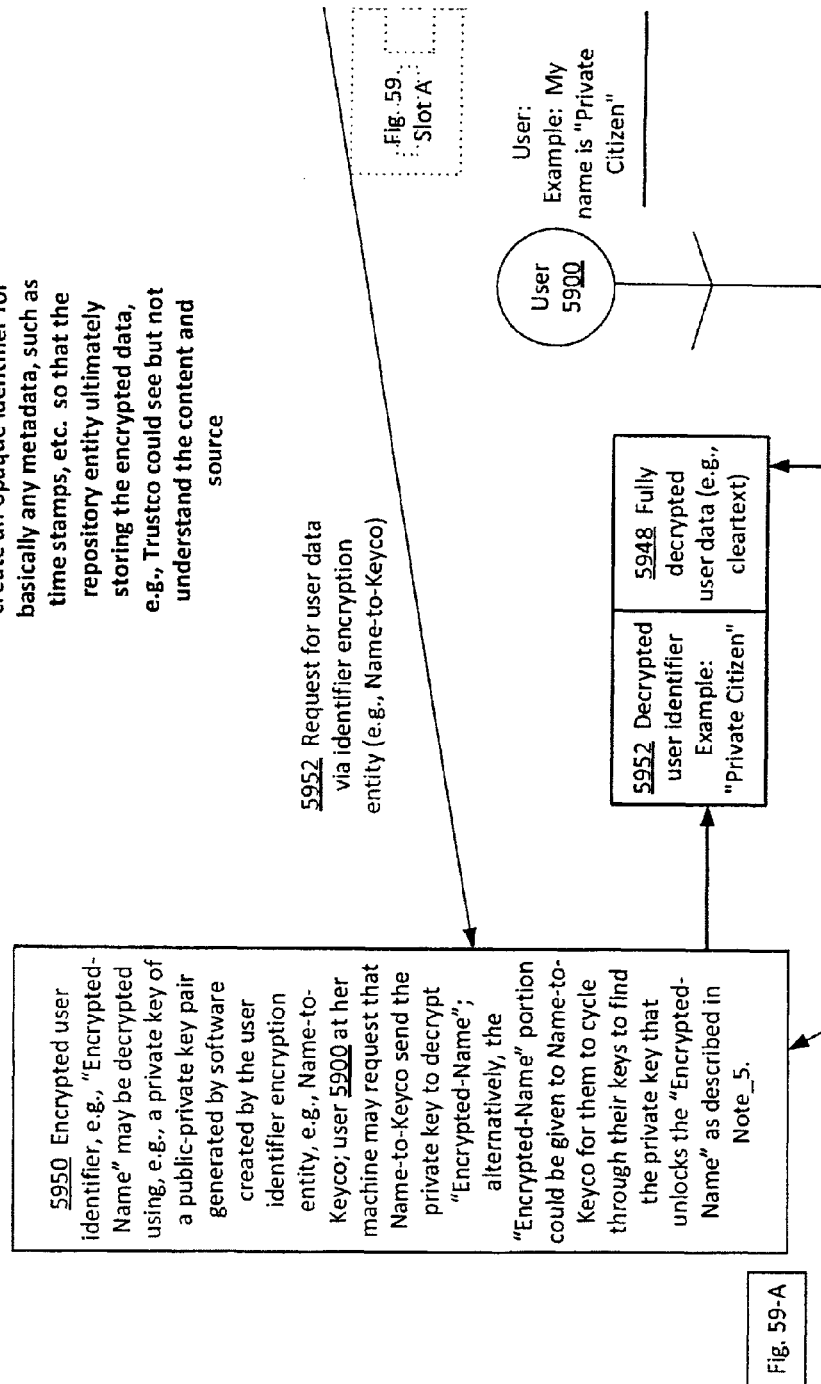 create an opaque identifier for
basically any metadata, such as
time stamps, etc. so that the
repository entity ultimately
storing the encrypted data,
e.g., Trustco could see but not
understand the content and
source
Fig. 59
Slot A
5952 Request for user data
via identifier encryption
entity (e.g., Name-to-Keyco)
User:
Example: My
name is "Private
Citizen"
User
5900
5950 Encrypted user
identifier, e.g., “Encrypted-
Name” may be decrypted
using, e.g., a private key of
a public-private key pair
generated by software
created by the user
identifier encryption
entity, e.g., Name-to-
Keyco; user 5900 at her
machine may request that
Name-to-Keyco send the
private key to decrypt
“Encrypted-Name”;
alternatively, the
“Encrypted-Name” portion
could be given to Name-to-
Keyco for them to cycle
through their keys to find
the private key that
unlocks the “Encrypted-
Name” as described in
Note_5.
5952 Decrypted
user identifier
Example:
"Private Citizen"
5948 Fully
decrypted
user data (e.g.,
cleartext)
Fig. 59-A